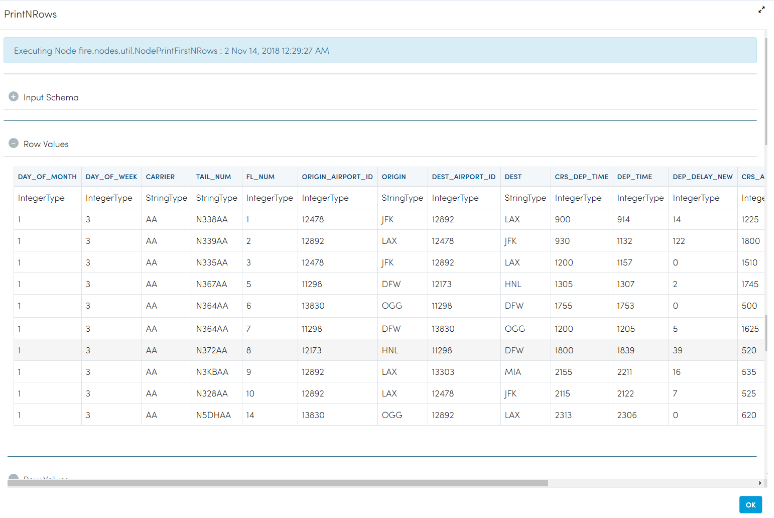 PrintNRows
Executing Node fire.nodes.util.NodePrintFirstNRows : 2 Nov 14, 2018 12:29:27 AM
Input Schema
Row Values
DAY_OF_MONTH DAY_OF_WEEK CARRIER TAIL_NUM FL_NUM ORIGIN_AIRPORT_ID ORIGIN DEST_AIRPORT_ID DEST CRS_DEP_TIME DEP_TIME DEP_DELAY_NEW CRS_A
IntegerType IntegerType StringType StringType IntegerType IntegerType StringType IntegerType StringType IntegerType IntegerType IntegerType Intege
1 3 AA N338AA 1 12478 JFK 12892 LAX 900 914 14 1225
1 3 AA N339AA 2 12892 LAX 12478 JFK 930 1132 122 1800
1 3 AA N335AA 3 12478 JFK 12892 LAX 1200 1157 0 1510
1 3 AA N367AA 5 11298 DFW 12173 HNL 1305 1307 2 1745
1 3 AA N364AA 6 13830 OGG 11298 DFW 1755 1753 0 500
1 3 AA N364AA 7 11298 DFW 13830 OGG 1200 1205 5 1625
1 3 AA N372AA 8 12173 HNL 11298 DFW 1800 1839 39 520
1 3 AA N3KBAA 9 12892 LAX 13303 MIA 2155 2211 16 535
1 3 AA N328AA 10 12892 LAX 12478 JFK 2115 2122 7 525
1 3 AA N5DHAA 14 13830 OGG 12892 LAX 2313 2306 0 620
OK